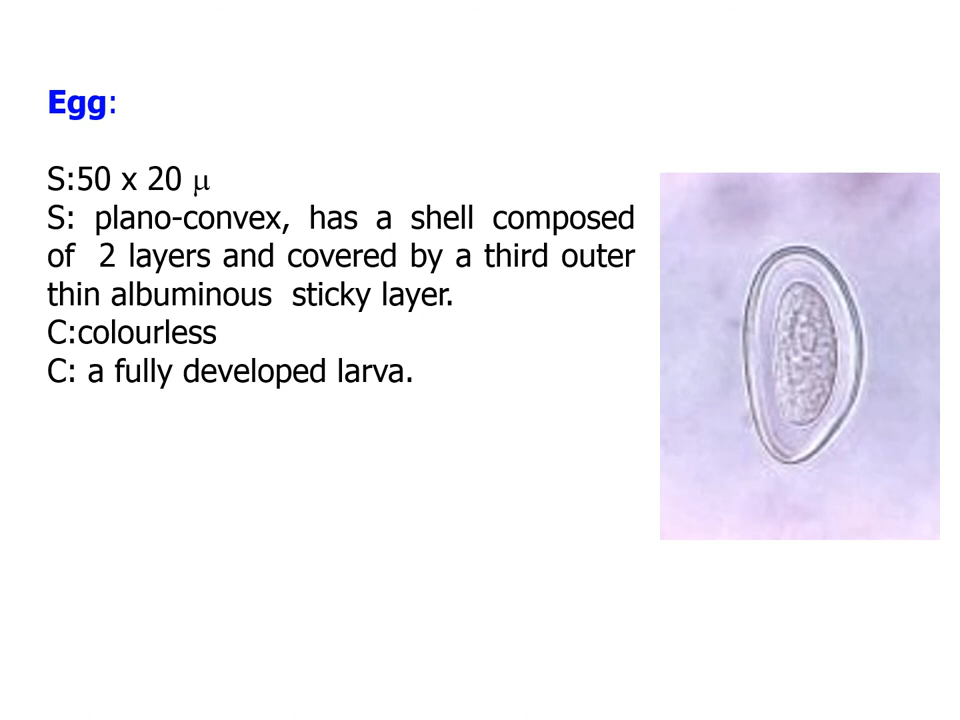 Egg:
S:50 x 20 μ
S: plano-convex, has a shell composed
of 2 layers and covered by a third outer
thin albuminous sticky layer.
C:colourless
C: a fully developed larva.